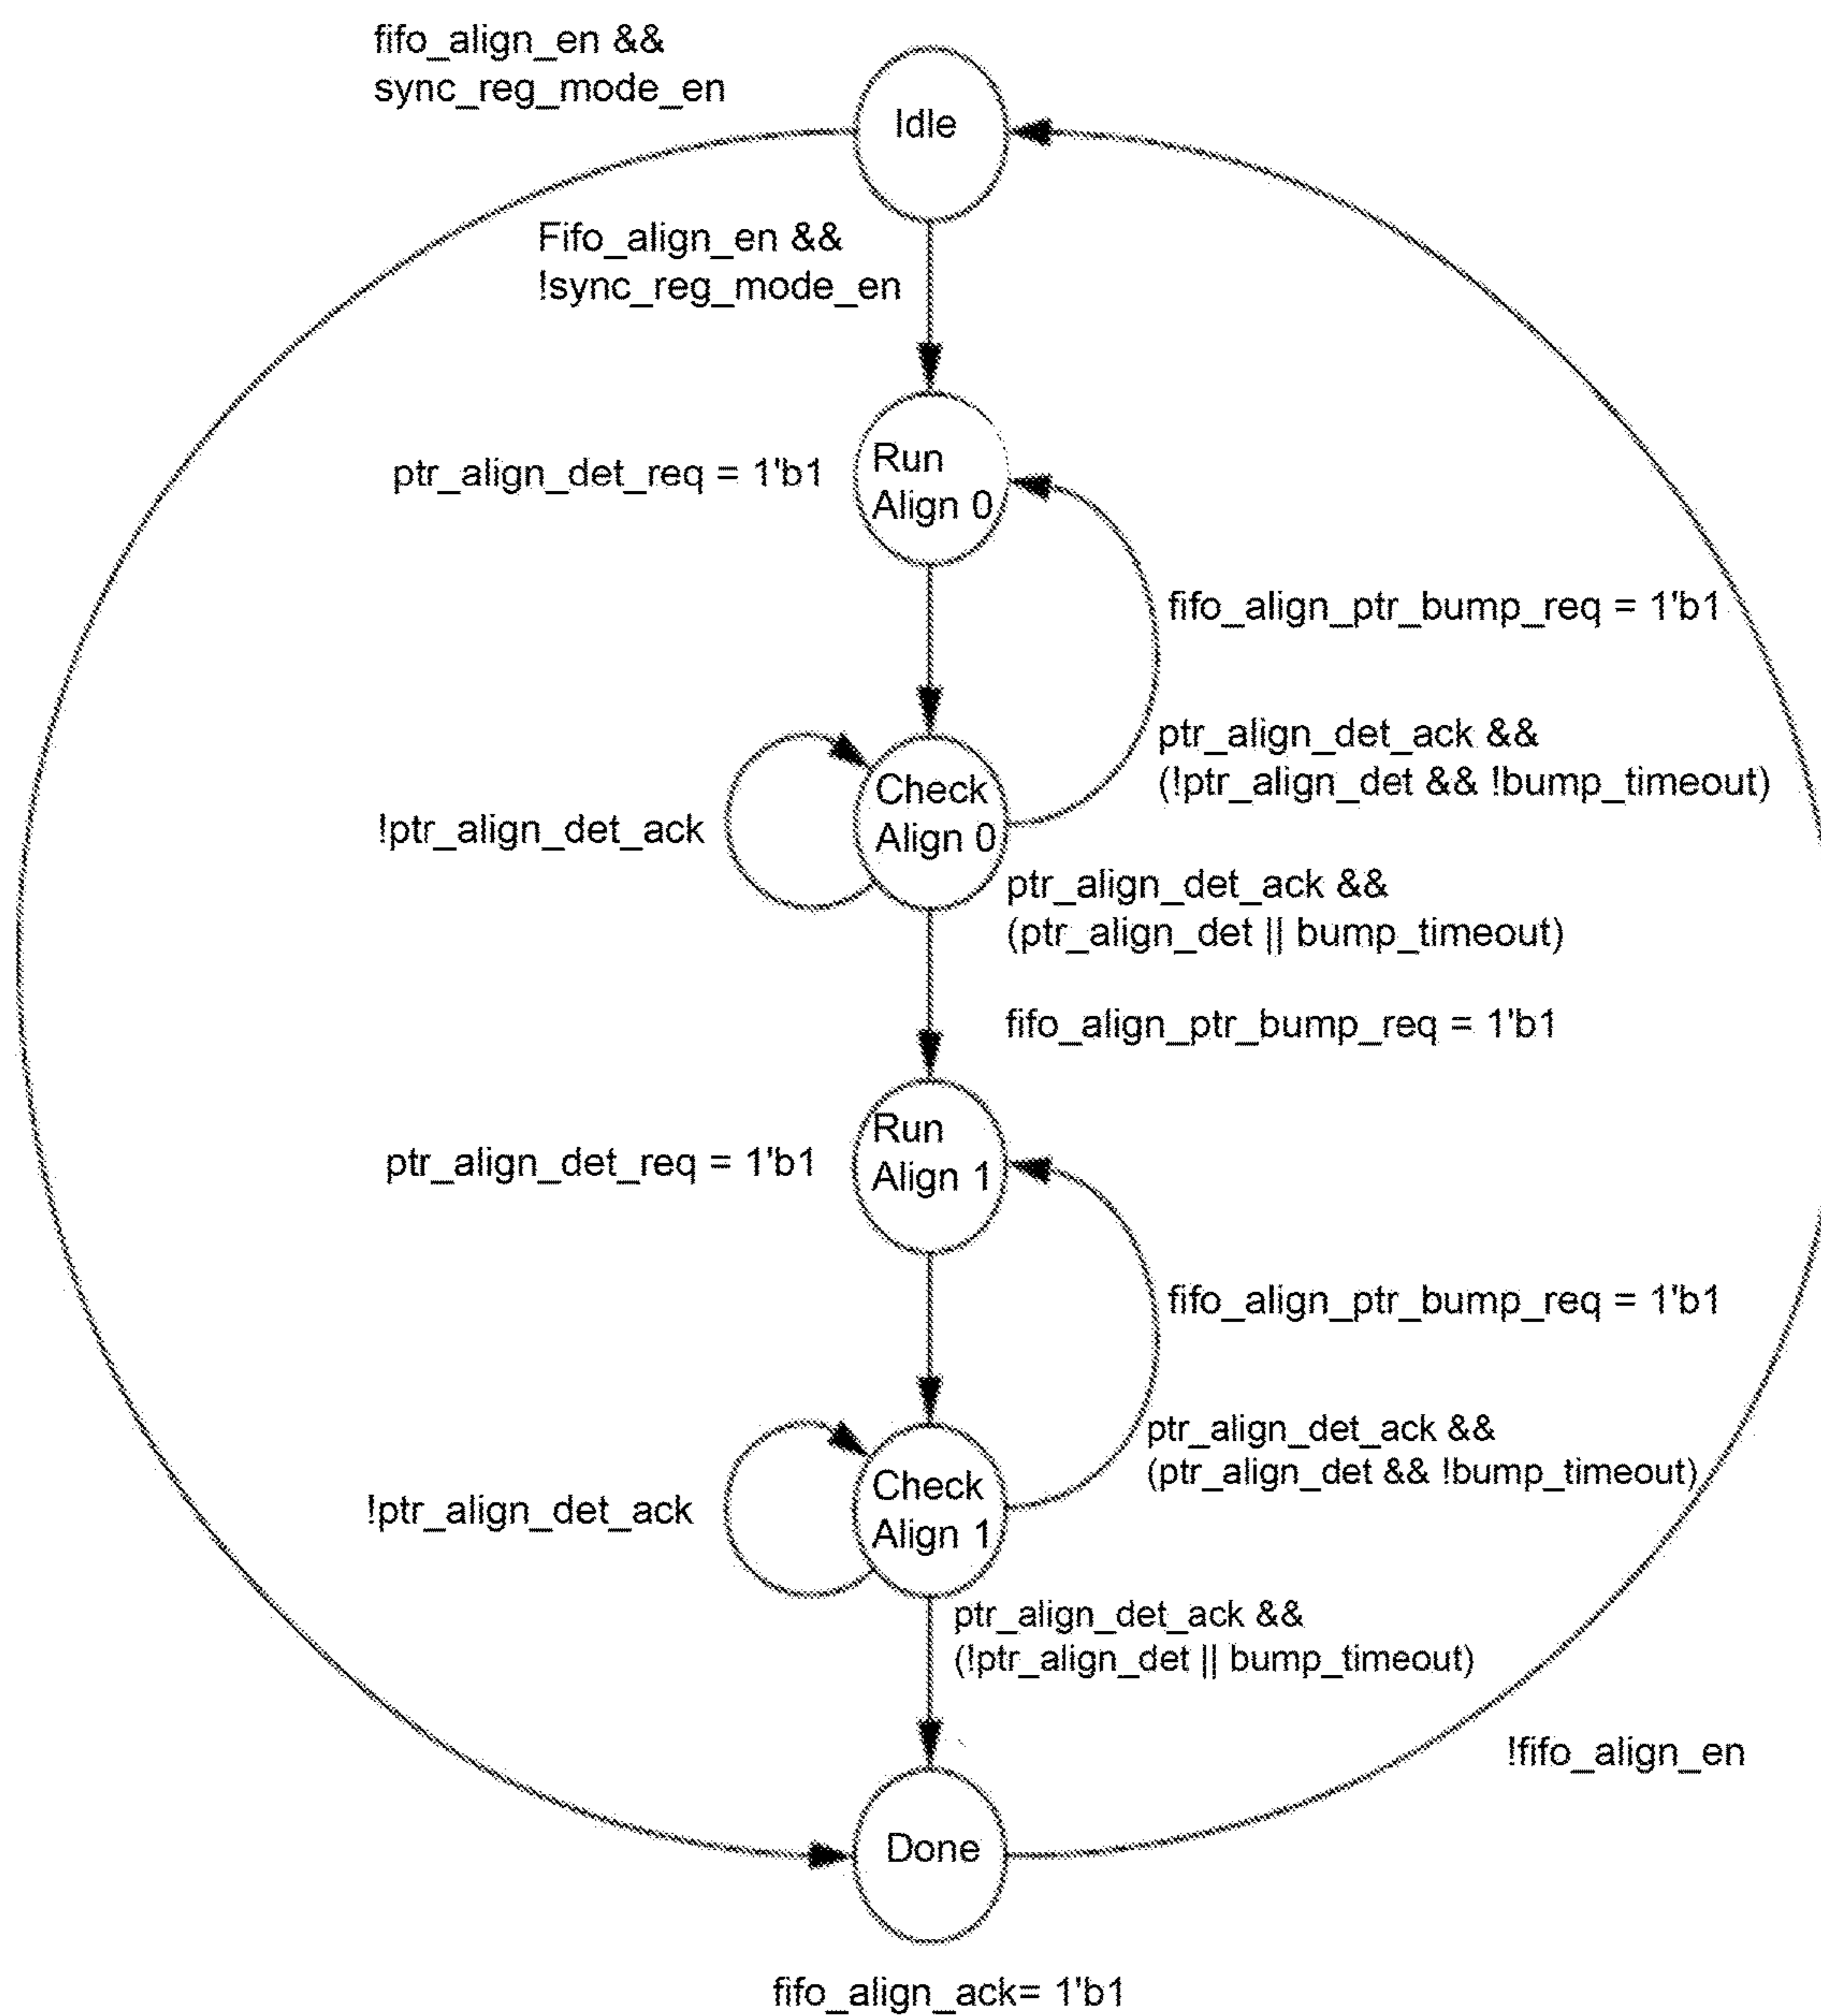 fifo_align_en &&
sync_reg_mode_en
Idle
Fifo_align_en &&
!sync_reg_mode_en
Run
Align 0
ptr_align_det_req = 1'b1
fifo_align_ptr_bump_req = 1'b1
ptr_align_det_ack &&
(!ptr_align_det && !bump_timeout)
Check
Align 0
!ptr_align_det_ack
ptr_align_det_ack &&
(ptr_align_det || bump_timeout)
fifo_align_ptr_bump_req = 1'b1
Run
Align 1
ptr_align_det_req = 1'b1
fifo_align_ptr_bump_req = 1'b1
ptr_align_det_ack &&
(ptr_align_det && !bump_timeout)
Check
Align 1
!ptr_align_det_ack
ptr_align_det_ack &&
(!ptr_align_det || bump_timeout)
!fifo_align_en
Done
fifo_align_ack= 1'b1